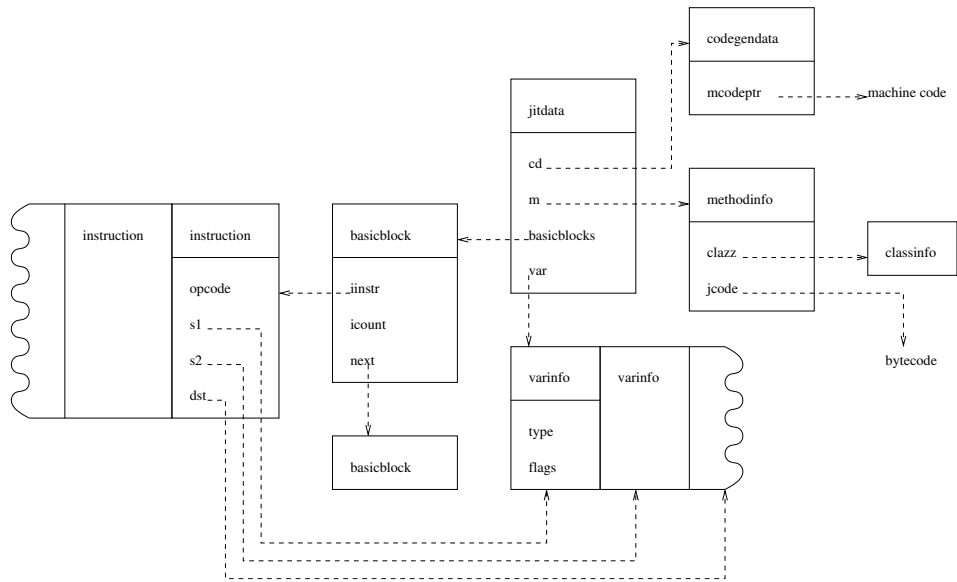 codegendata
mcodeptr
machine code
jitdata
cd
m
basicblocks
var
methodinfo
clazz
jcode
classinfo
bytecode
instruction
instruction
opcode
s1
s2
dst
basicblock
iinstr
icount
next
basicblock
varinfo
varinfo
type
flags